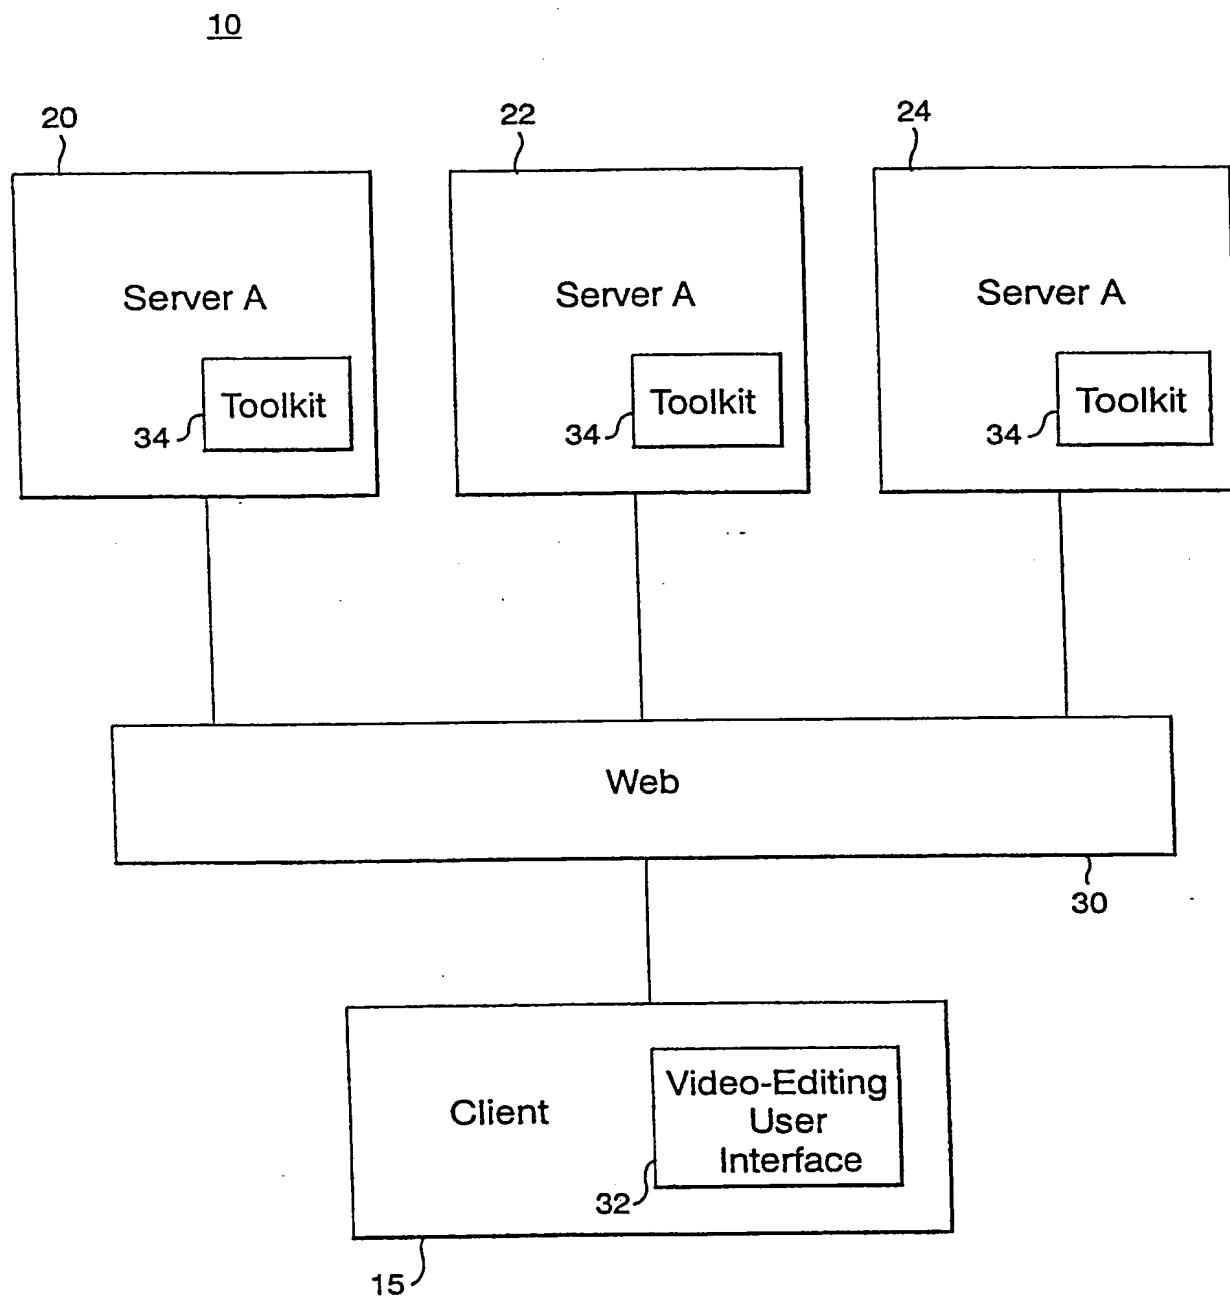 10
20
22
24
Server A
Server A
Server A
Toolkit
Toolkit
Toolkit
34
34
34
Web
30
Client
Video-Editing
User
Interface
32
15